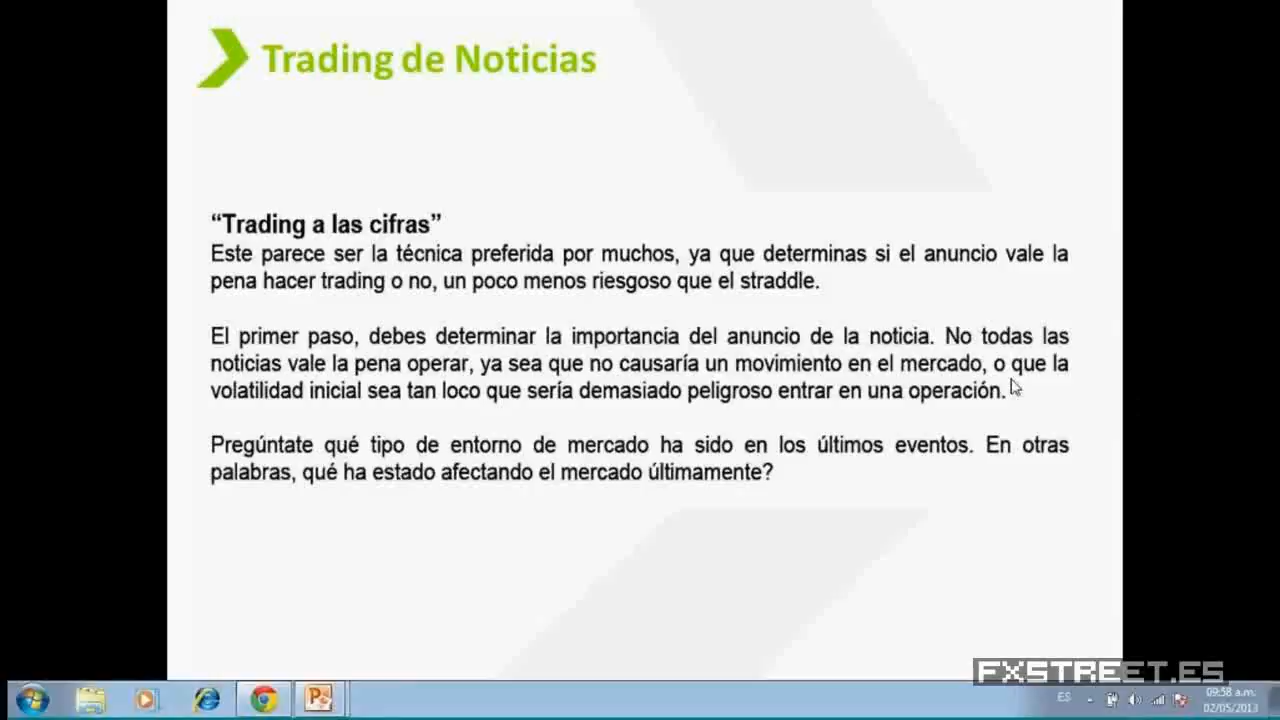 Trading de Noticias
“Trading a las cifras”
Este parece ser la técnica preferida por muchos, ya que determinas si el anuncio vale la
pena hacer trading o no, un poco menos riesgoso que el straddle.
El primer paso, debes determinar la importancia del anuncio de la noticia. No todas las
noticias vale la pena operar, ya sea que no causaría un movimiento en el mercado, o que la
volatilidad inicial sea tan loco que sería demasiado peligroso entrar en una operación.
Pregúntate qué tipo de entorno de mercado ha sido en los últimos eventos. En otras
palabras, qué ha estado afectando el mercado últimamente?
FXSTREET.ES
ES
09:58 a.m.
02/05/2013